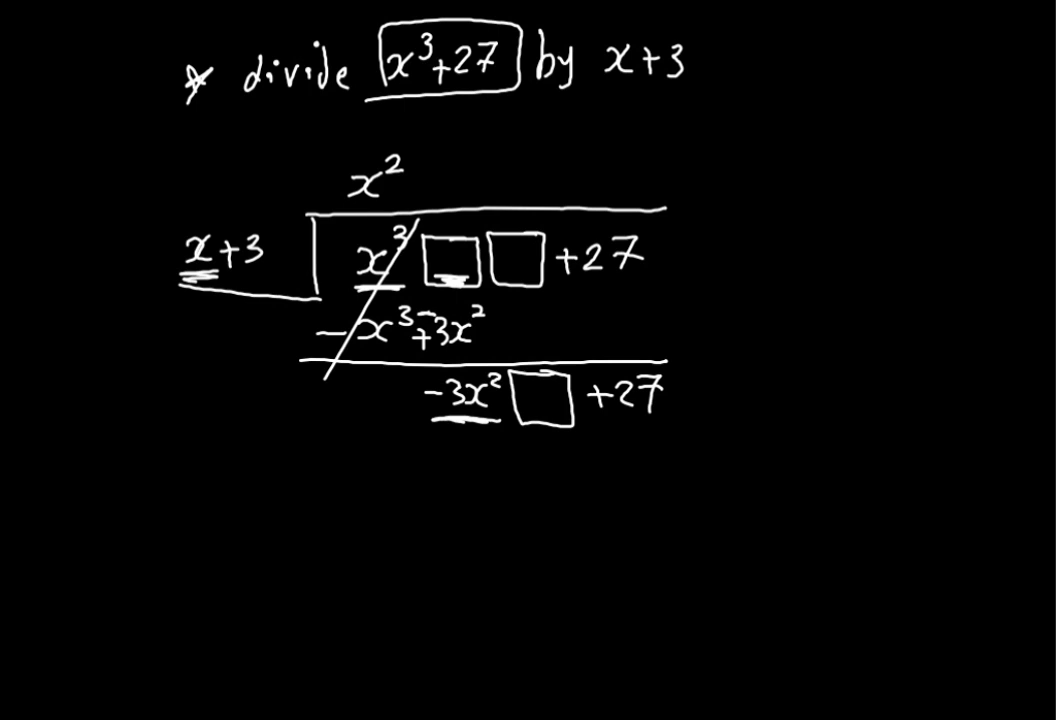 * divide x³+27 by x+3
x²
x+3 x³ □ □ +27
- x³+3x²
-
-3x² □ +27